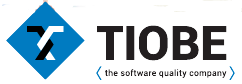 TIOBE
⟨ the software quality company ⟩